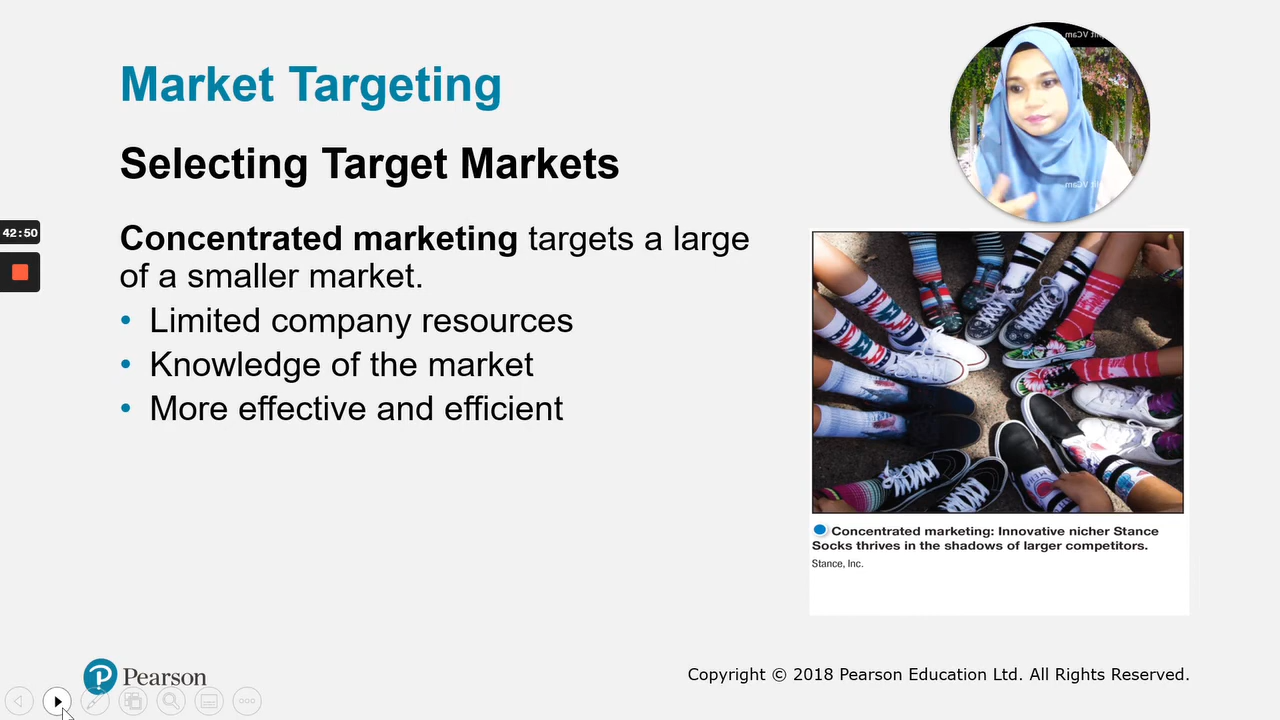 Market Targeting
Selecting Target Markets
Concentrated marketing targets a large
of a smaller market.
• Limited company resources
• Knowledge of the market
• More effective and efficient
42:50
Concentrated marketing: Innovative nicher Stance
Socks thrives in the shadows of larger competitors.
Stance, Inc.
Pearson
Copyright © 2018 Pearson Education Ltd. All Rights Reserved.